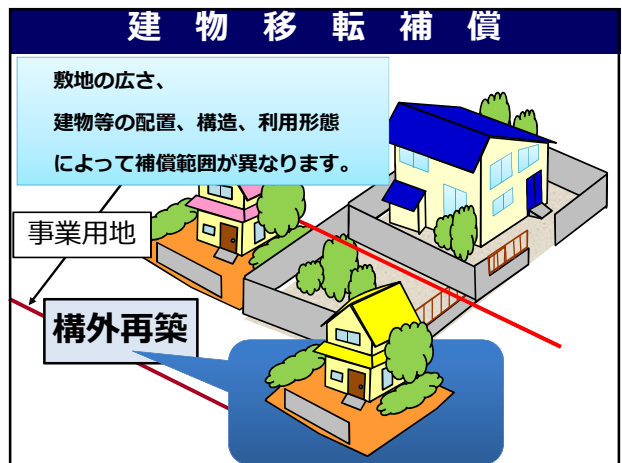 建物移転補償
敷地の広さ、
建物等の配置、構造、利用形態
によって補償範囲が異なります。
事業用地
構外再築